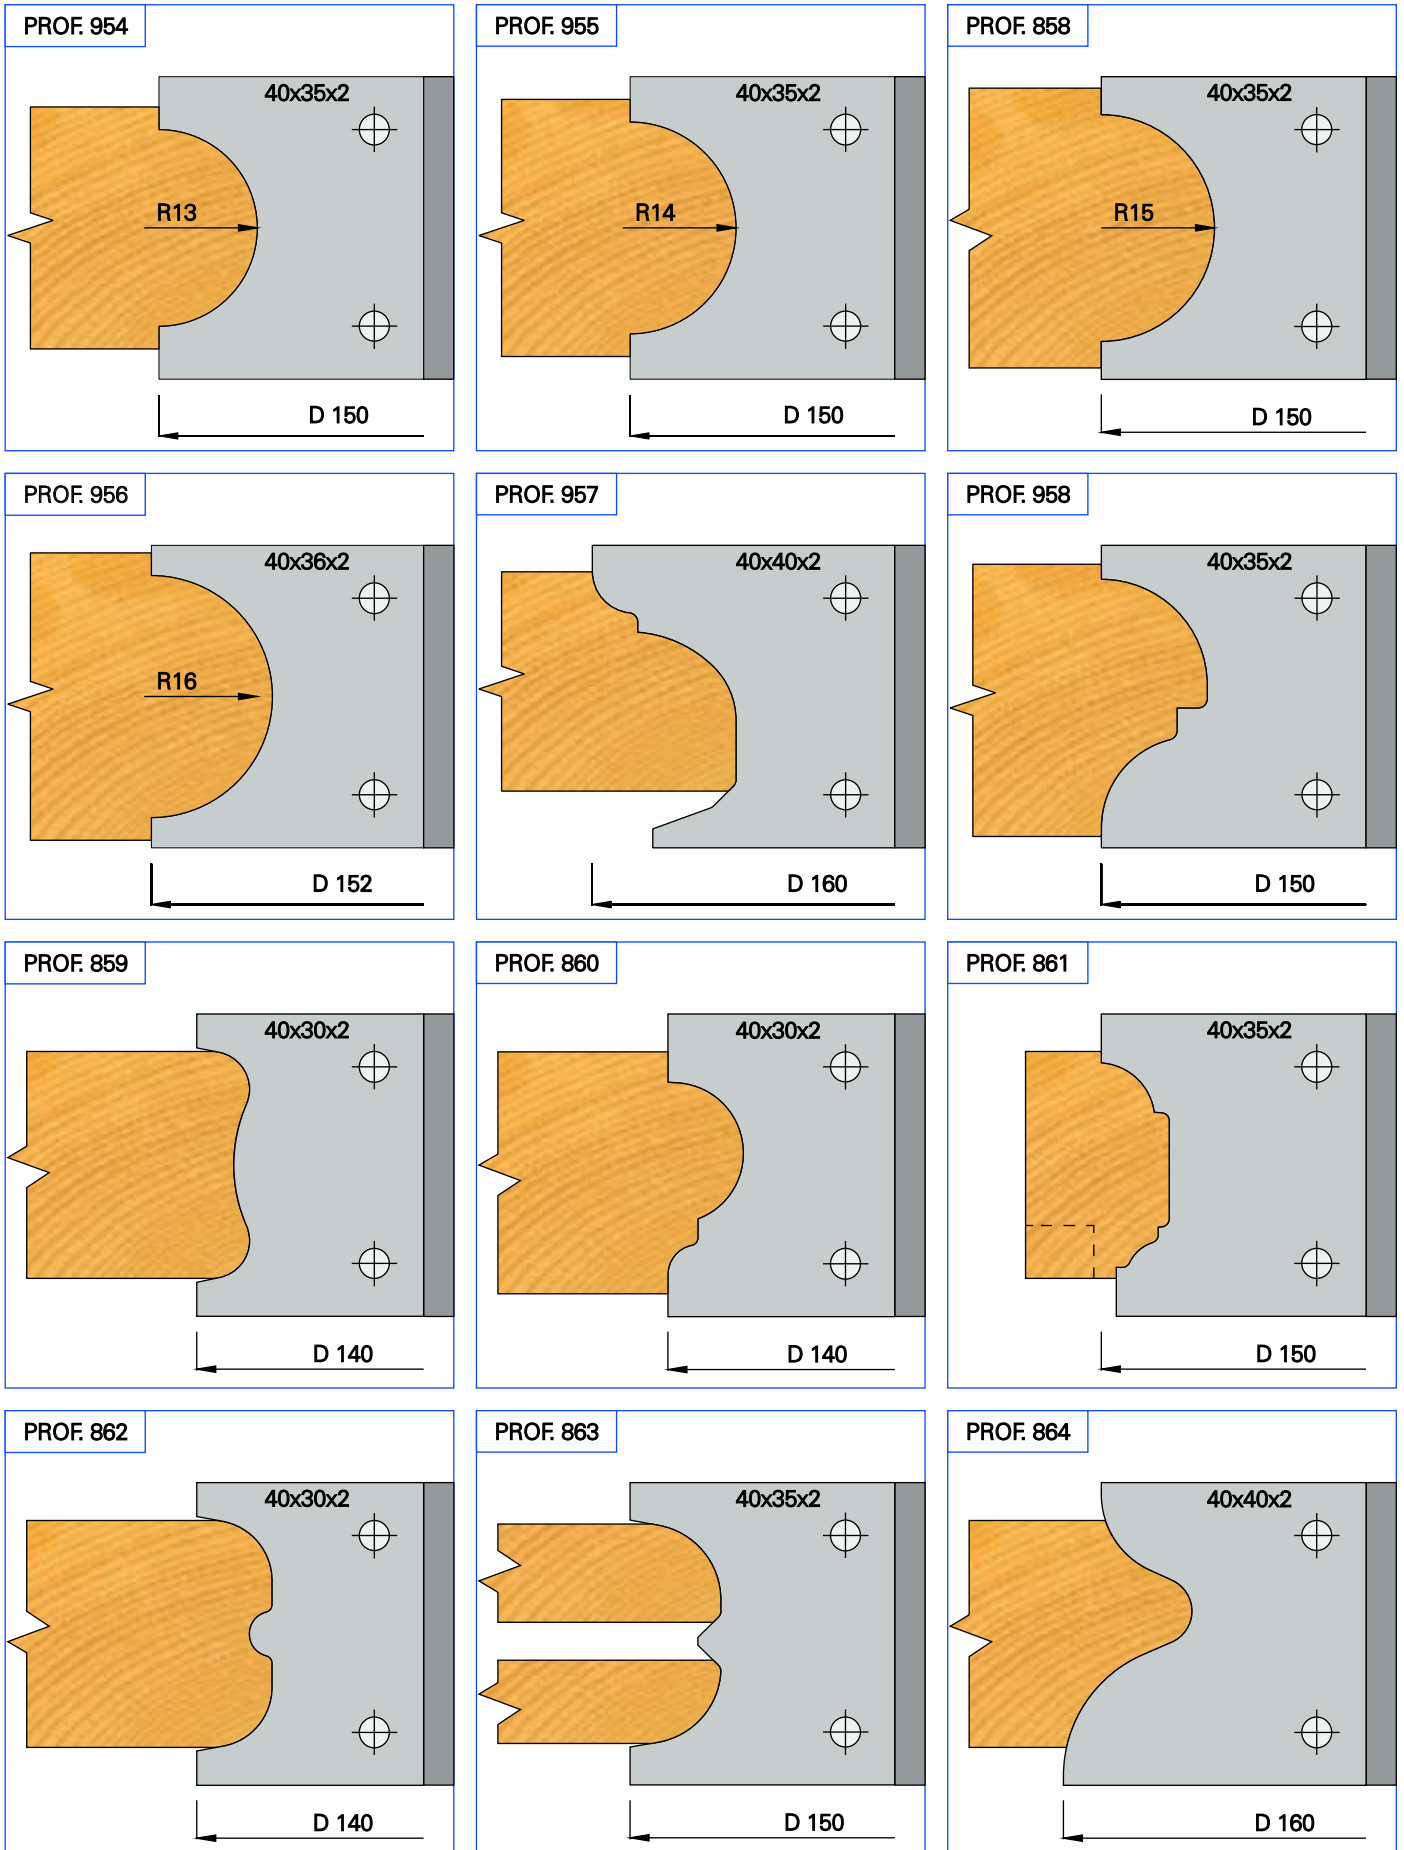 PROF. 954
40x35x2
R13
D 150
PROF. 955
40x35x2
R14
D 150
PROF. 858
40x35x2
R15
D 150
PROF. 956
40x36x2
R16
D 152
PROF. 957
40x40x2
D 160
PROF. 958
40x35x2
D 150
PROF. 859
40x30x2
D 140
PROF. 860
40x30x2
D 140
PROF. 861
40x35x2
D 150
PROF. 862
40x30x2
D 140
PROF. 863
40x35x2
D 150
PROF. 864
40x40x2
D 160